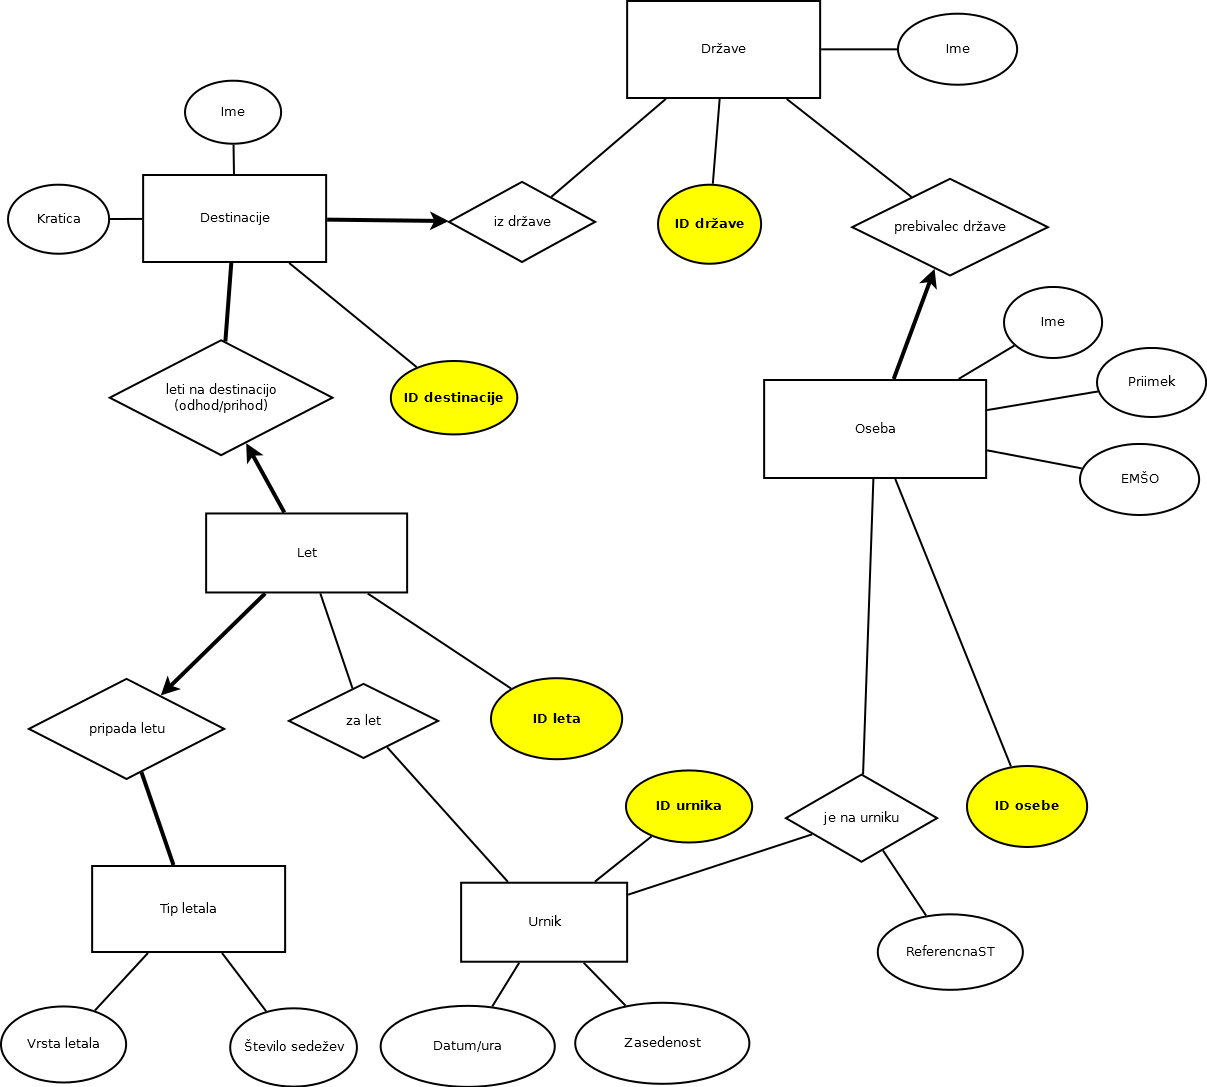 Države
Ime
Ime
Kratica
Destinacije
iz države
ID države
prebivalec države
Ime
Priimek
leti na destinacijo
(odhod/prihod)
ID destinacije
Oseba
EMŠO
Let
pripada letu
za let
ID leta
ID urnika
je na urniku
ID osebe
Tip letala
Urnik
ReferencnaST
Vrsta letala
Število sedežev
Datum/ura
Zasedenost